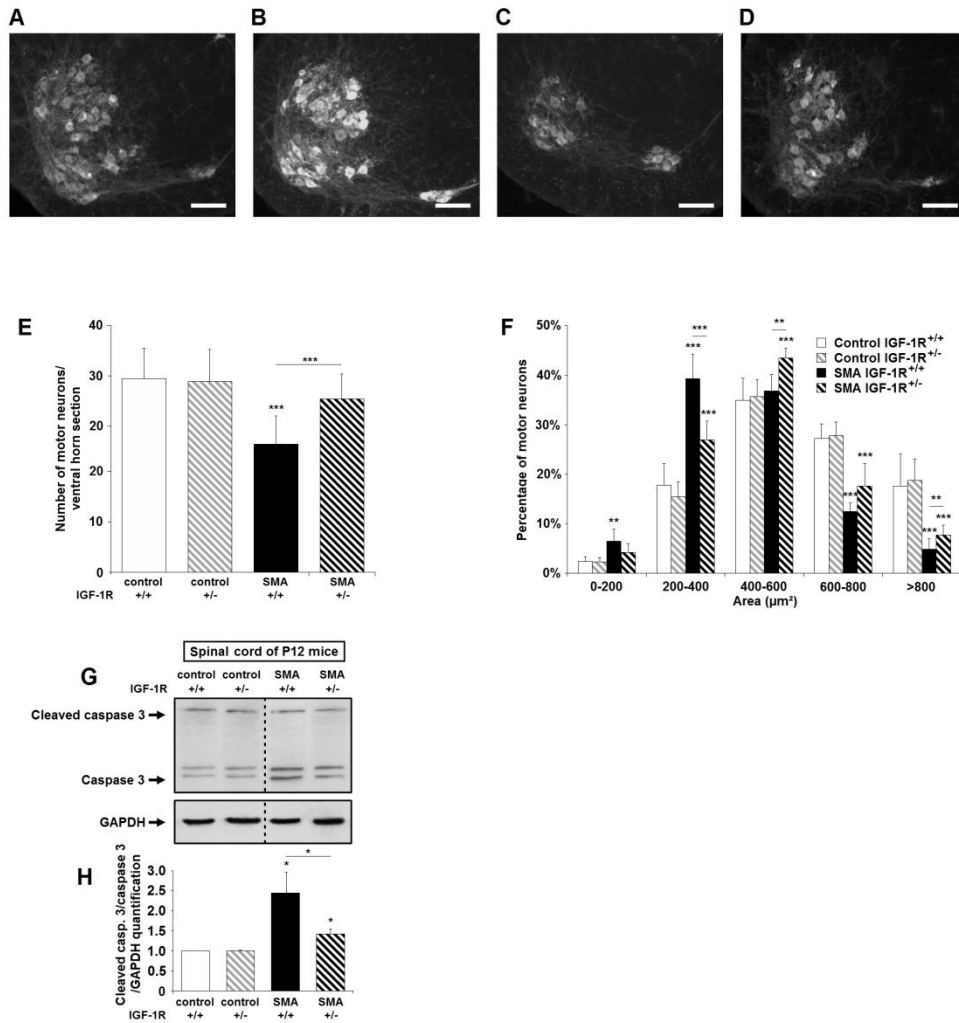 A
B
C
D
E
Number of motor neurons/
ventral horn section
40
30
20
20
10
0
control
control
SMA
SMA
IGF-1R
+/+
+/-
+/+
+/-
***
***
F
Percentage of motor neurons
50%
40%
30%
20%
10%
0%
**
***
***
***
**
***
***
***
**
***
***
Control IGF-1R+/+
Control IGF-1R+/-
SMA IGF-1R+/+
SMA IGF-1R+/-
0-200
200-400
400-600
600-800
>800
Area (µm²)
Spinal cord of P12 mice
G
control
control
SMA
SMA
IGF-1R
+/+
+/-
+/+
+/-
Cleaved caspase 3
Caspase 3
GAPDH
H
Cleaved casp. 3/caspase 3
/GAPDH quantification
3.0
2.5
2.0
1.5
1.0
0.5
0
*
*
*
control
control
SMA
SMA
IGF-1R
+/+
+/-
+/+
+/-